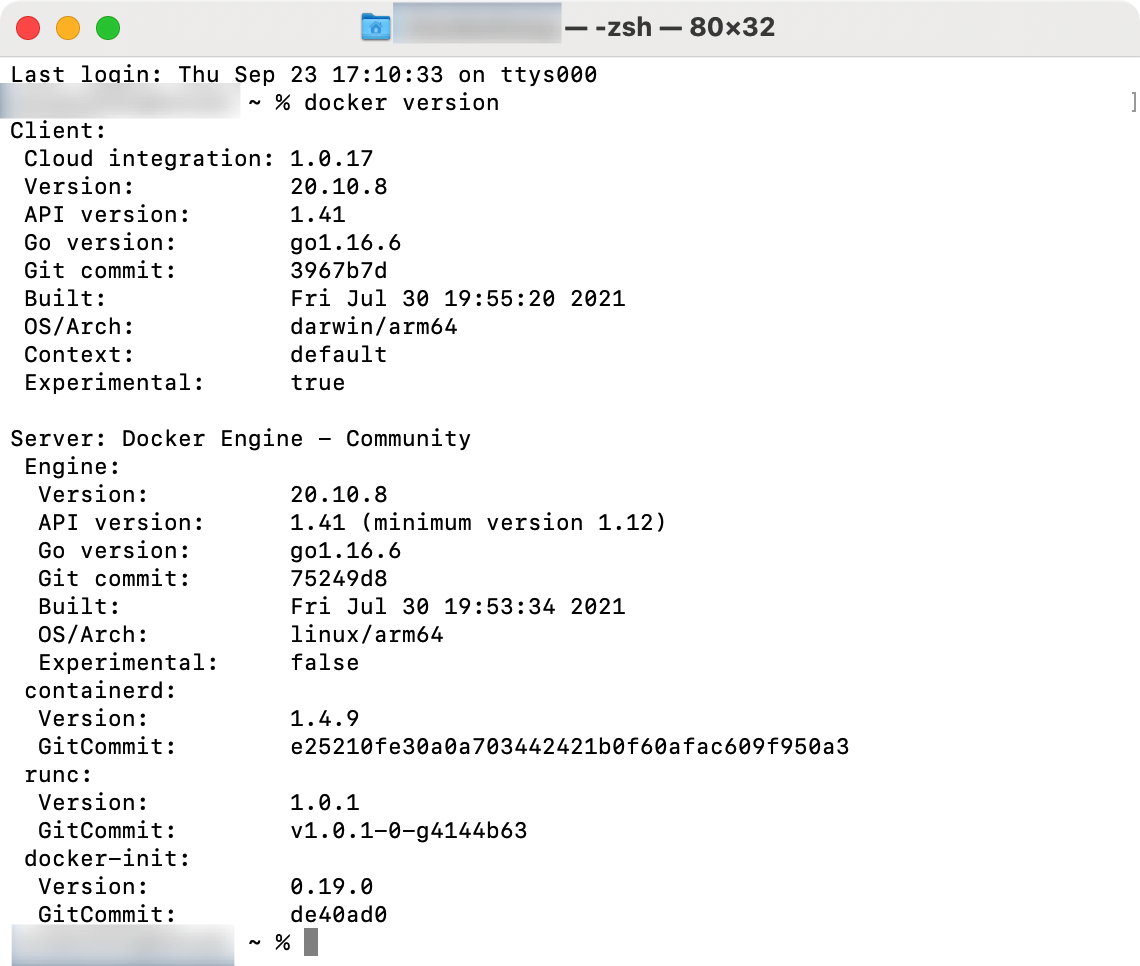 — -zsh — 80×32
Last login: Thu Sep 23 17:10:33 on ttys000
~ % docker version ]
Client:
 Cloud integration: 1.0.17
 Version:           20.10.8
 API version:       1.41
 Go version:        go1.16.6
 Git commit:        3967b7d
 Built:             Fri Jul 30 19:55:20 2021
 OS/Arch:           darwin/arm64
 Context:           default
 Experimental:      true

Server: Docker Engine - Community
 Engine:
  Version:          20.10.8
  API version:      1.41 (minimum version 1.12)
  Go version:       go1.16.6
  Git commit:       75249d8
  Built:            Fri Jul 30 19:53:34 2021
  OS/Arch:          linux/arm64
  Experimental:     false
 containerd:
  Version:          1.4.9
  GitCommit:        e25210fe30a0a703442421b0f60afac609f950a3
 runc:
  Version:          1.0.1
  GitCommit:        v1.0.1-0-g4144b63
 docker-init:
  Version:          0.19.0
  GitCommit:        de40ad0
~ %